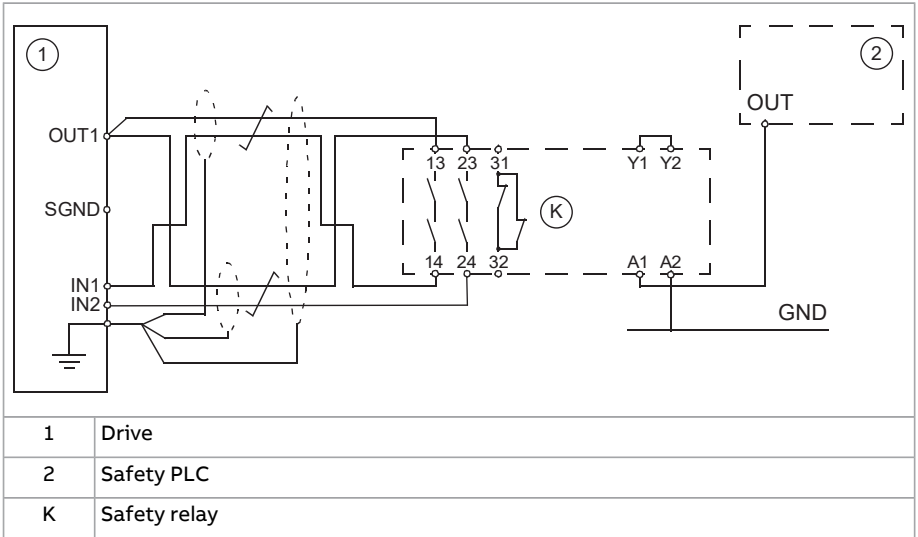 1
2
OUT
OUT1
13 23 31
Y1 Y2
SGND
K
14 24 32
A1 A2
IN1
IN2
GND
1 Drive
2 Safety PLC
K Safety relay